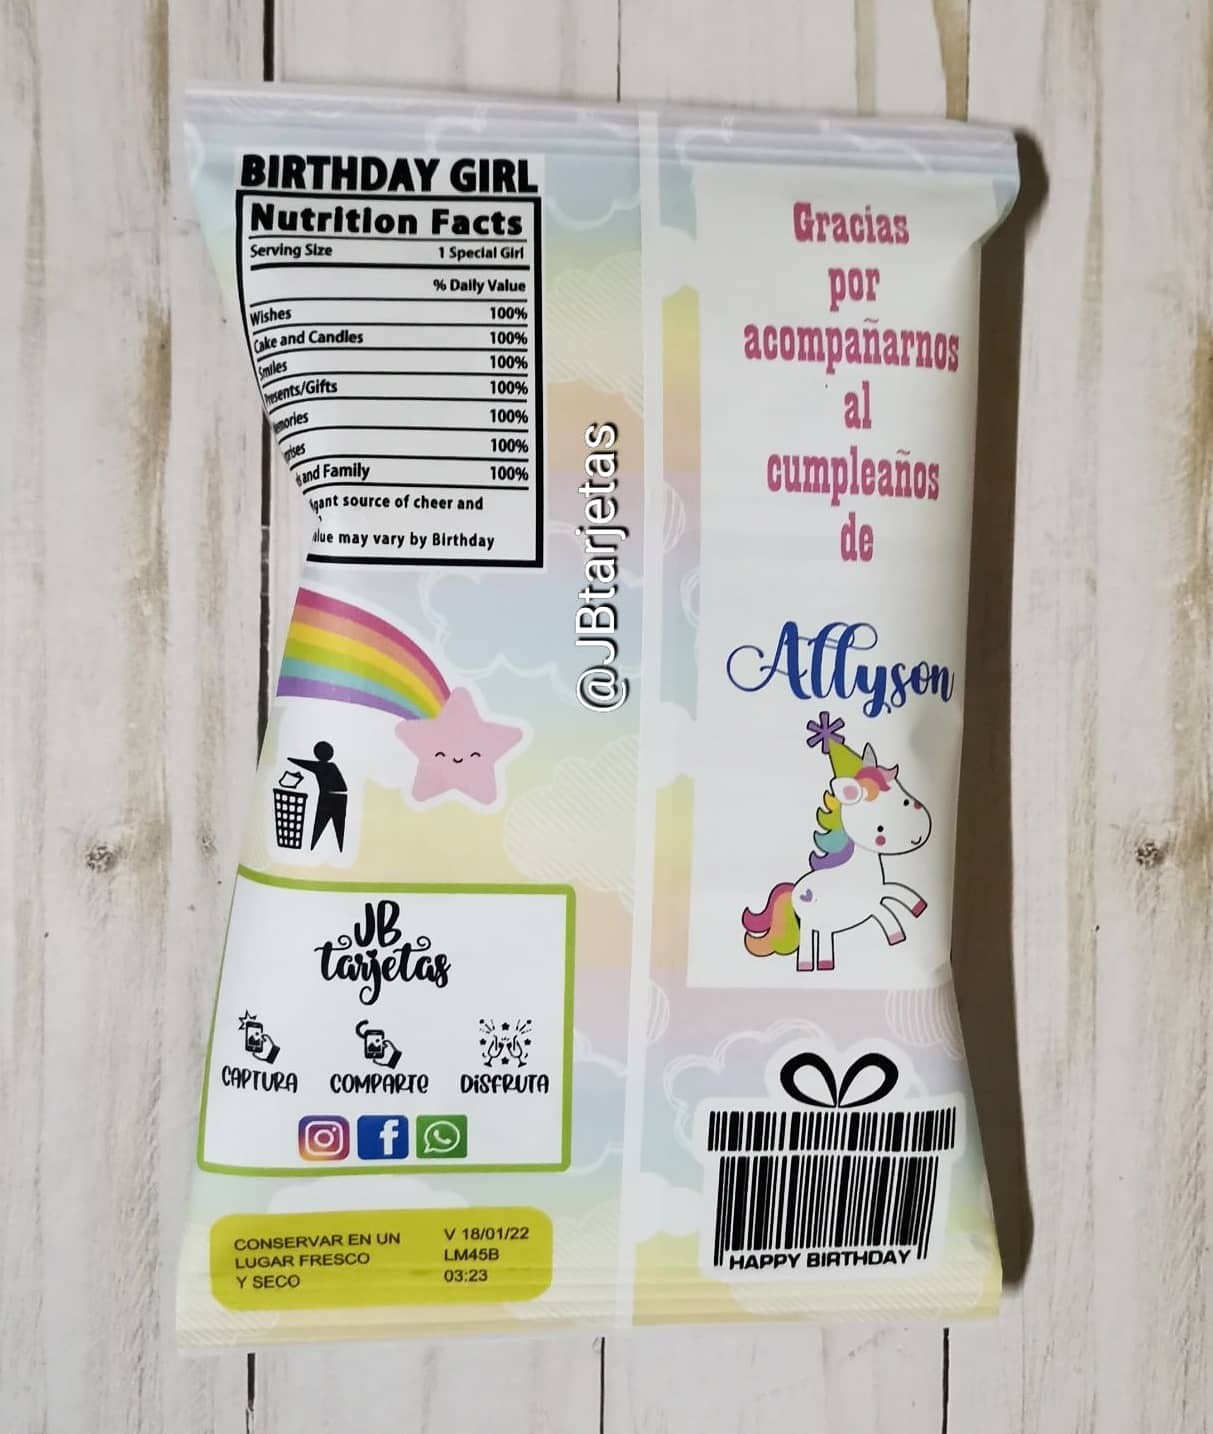 BIRTHDAY GIRL
Nutrition Facts
Serving Size 1 Special Girl
% Daily Value
Wishes 100%
Cake and Candles 100%
Smiles 100%
Presents/Gifts 100%
100%
100%
and Family 100%
source of cheer and
may vary by Birthday
@JBtarjetas
JB
tarjetas
CAPTURA COMPARTE DISFRUTA
CONSERVAR EN UN
LUGAR FRESCO
Y SECO
V 18/01/22
LM45B
03:23
Gracias
por
acompañarnos
al
cumpleaños
de
Allyson
HAPPY BIRTHDAY